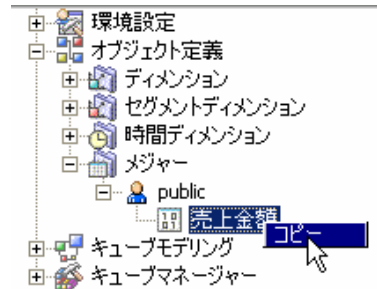 環境設定
オブジェクト定義
ディメンション
セグメントディメンション
時間ディメンション
メジャー
public
売上金額
コピー
キューブモデリング
キューブマネージャー